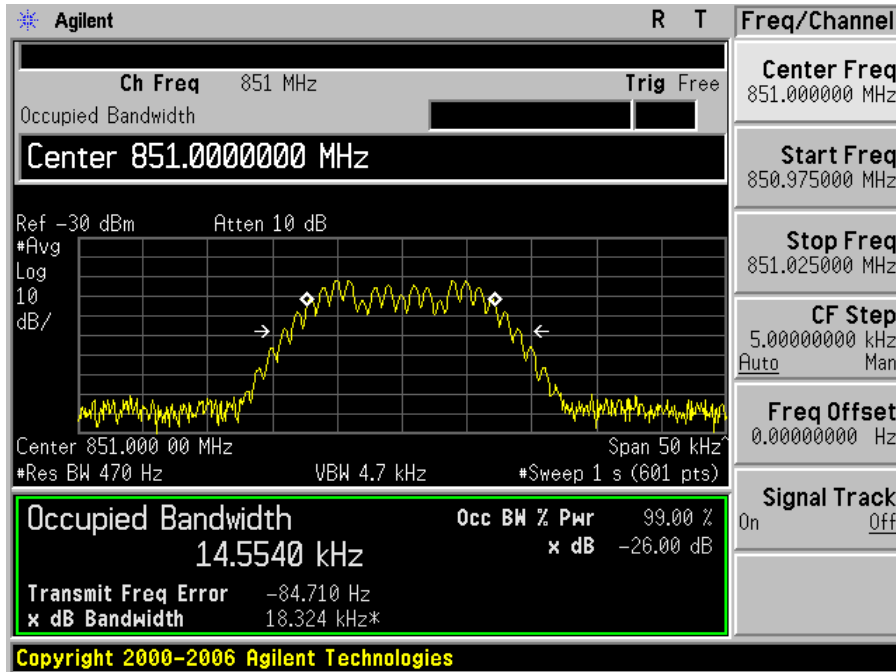 Agilent
R T
Freq/Channel
Ch Freq 851 MHz
Trig Free
Occupied Bandwidth
Center 851.0000000 MHz
Ref -30 dBm
Atten 10 dB
#Avg
Log
10
dB/
Center 851.000 00 MHz
Span 50 kHz^
#Res BW 470 Hz
VBW 4.7 kHz
#Sweep 1 s (601 pts)
Occupied Bandwidth
14.5540 kHz
Occ BW % Pwr 99.00 %
x dB -26.00 dB
Transmit Freq Error -84.710 Hz
x dB Bandwidth 18.324 kHz*
Copyright 2000-2006 Agilent Technologies
Center Freq
851.000000 MHz
Start Freq
850.975000 MHz
Stop Freq
851.025000 MHz
CF Step
5.00000000 kHz
Auto Man
Freq Offset
0.00000000 Hz
Signal Track
On Off